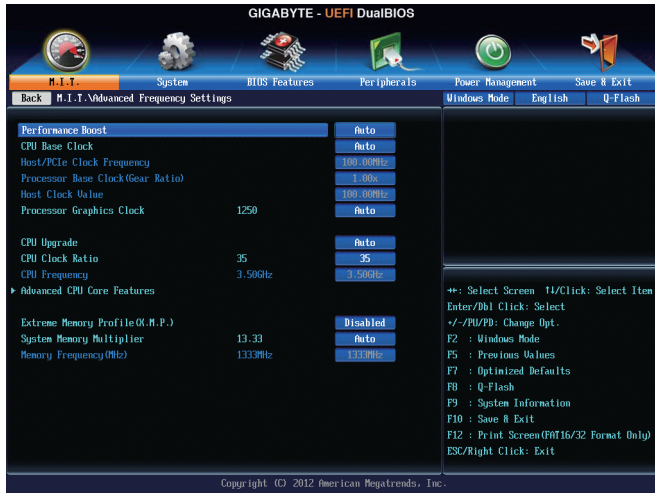 GIGABYTE - UEFI DualBIOS
M.I.T. System BIOS Features Peripherals Power Management Save & Exit
Back M.I.T.\Advanced Frequency Settings Windows Mode English Q-Flash
Performance Boost Auto
CPU Base Clock Auto
Host/PCIe Clock Frequency 100.00MHz
Processor Base Clock(Gear Ratio) 1.00x
Host Clock Value 100.00MHz
Processor Graphics Clock 1250 Auto
CPU Upgrade Auto
CPU Clock Ratio 35 35
CPU Frequency 3.50GHz 3.50GHz
Advanced CPU Core Features
Extreme Memory Profile(X.M.P.) Disabled
System Memory Multiplier 13.33 Auto
Memory Frequency(MHz) 1333MHz 1333MHz
→←: Select Screen ↑↓/Click: Select Item
Enter/Dbl Click: Select
+/-/PU/PD: Change Opt.
F2 : Windows Mode
F5 : Previous Values
F7 : Optimized Defaults
F8 : Q-Flash
F9 : System Information
F10 : Save & Exit
F12 : Print Screen(FAT16/32 Format Only)
ESC/Right Click: Exit
Copyright (C) 2012 American Megatrends, Inc.